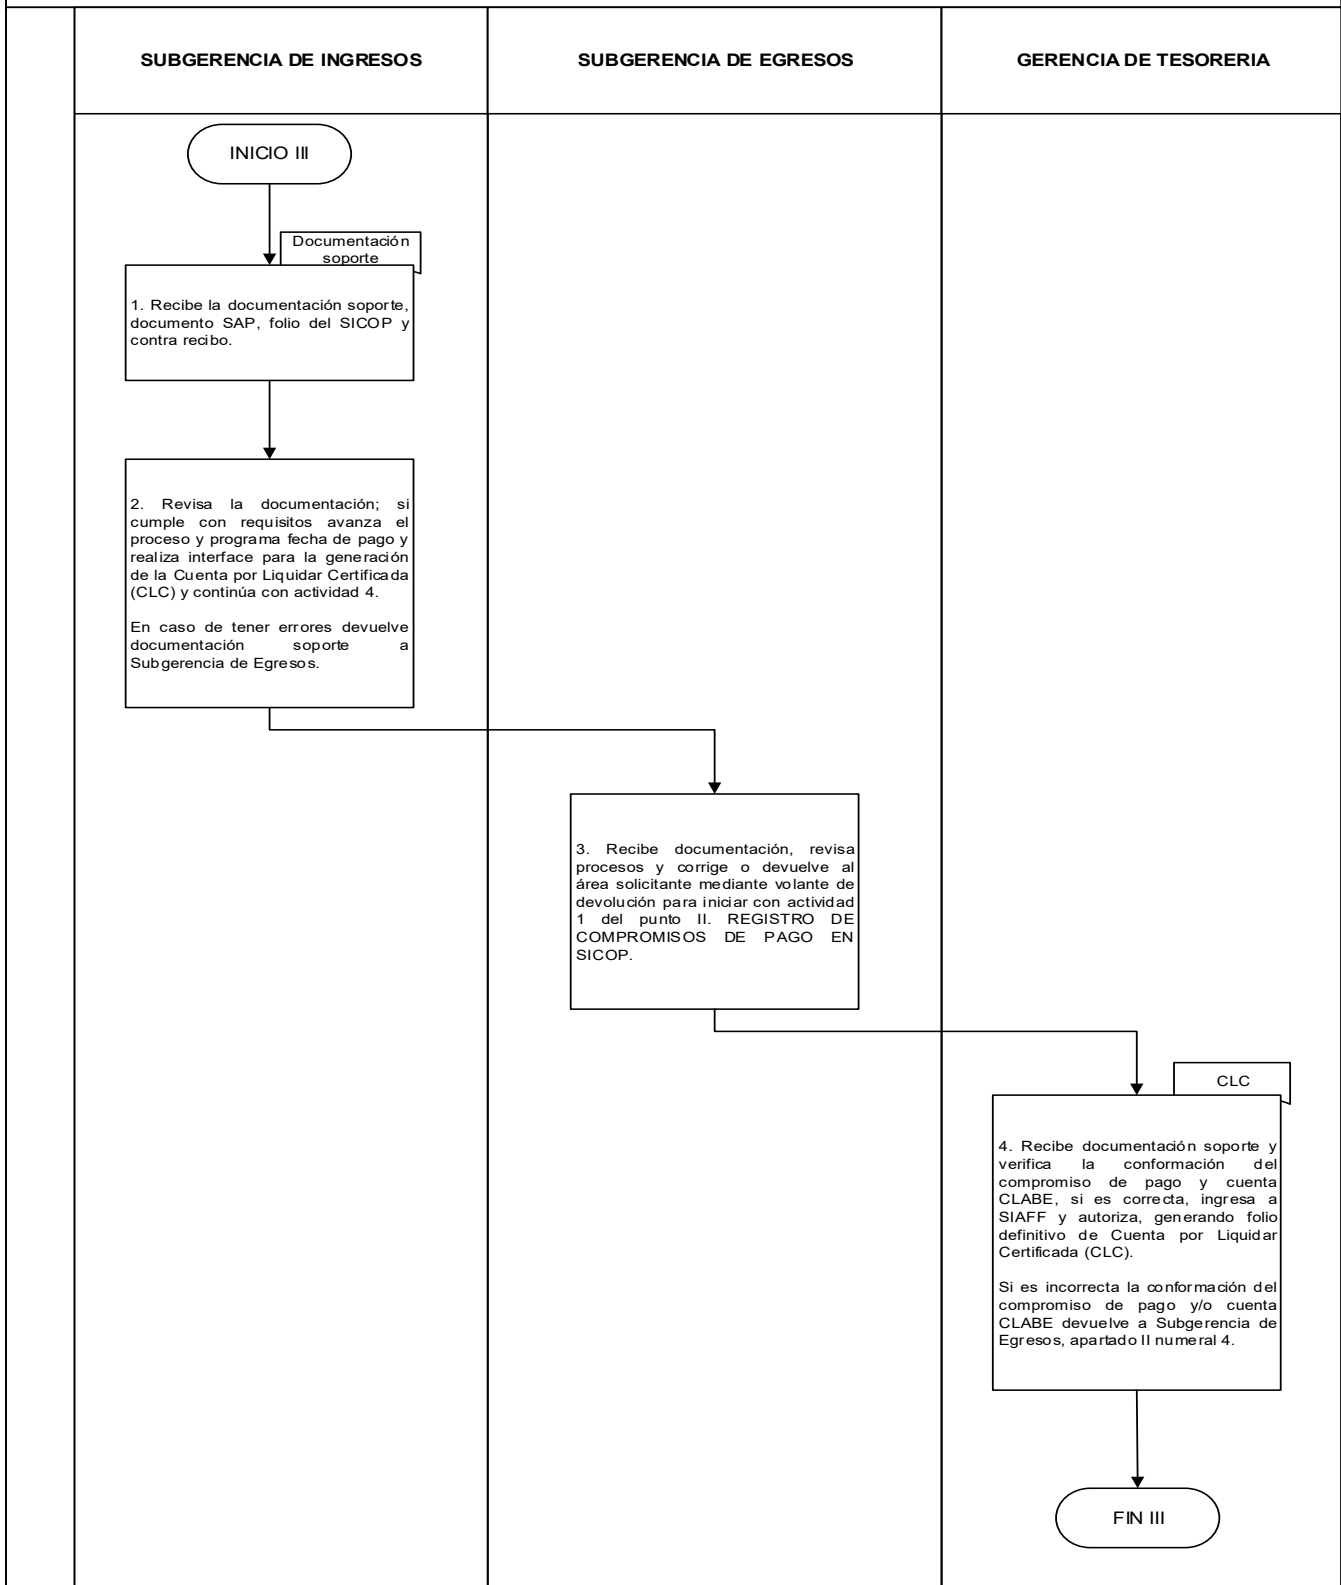 SUBGERENCIA DE INGRESOS
SUBGERENCIA DE EGRESOS
GERENCIA DE TESORERIA
INICIO III
Documentación
soporte
1. Recibe la documentación soporte,
documento SAP, folio del SICOP y
contra recibo.
2. Revisa la documentación; si
cumple con requisitos avanza el
proceso y programa fecha de pago y
realiza interface para la generación
de la Cuenta por Liquidar Certificada
(CLC) y continúa con actividad 4.
En caso de tener errores devuelve
documentación soporte a
Subgerencia de Egresos.
3. Recibe documentación, revisa
procesos y corrige o devuelve al
área solicitante mediante volante de
devolución para iniciar con actividad
1 del punto II. REGISTRO DE
COMPROMISOS DE PAGO EN
SICOP.
CLC
4. Recibe documentación soporte y
verifica la conformación del
compromiso de pago y cuenta
CLABE, si es correcta, ingresa a
SIAFF y autoriza, generando folio
definitivo de Cuenta por Liquidar
Certificada (CLC).
Si es incorrecta la conformación del
compromiso de pago y/o cuenta
CLABE devuelve a Subgerencia de
Egresos, apartado II numeral 4.
FIN III